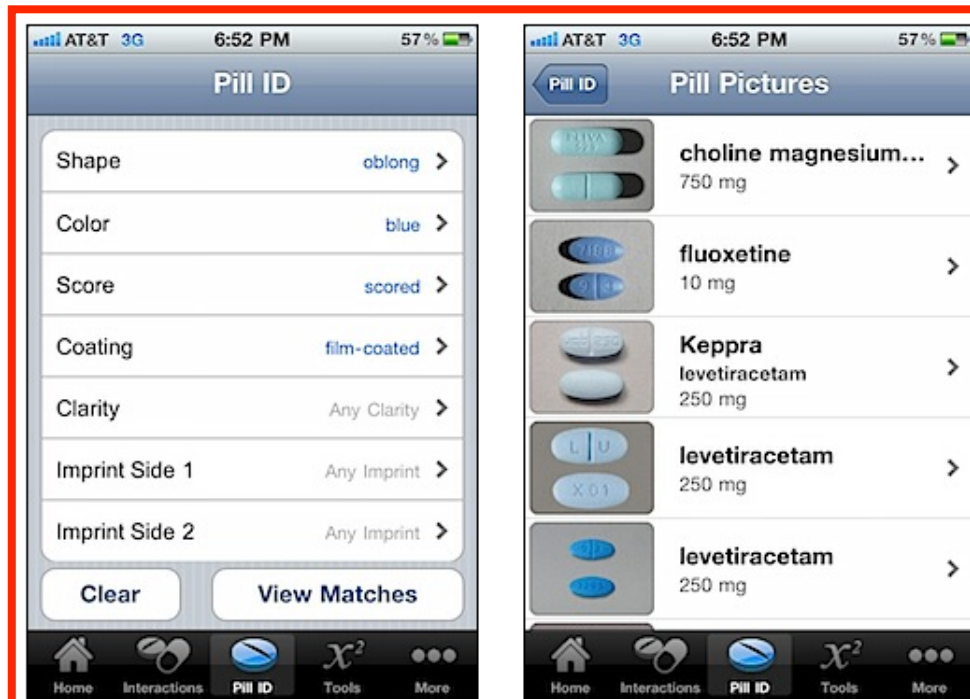 AT&T 3G 6:52 PM 57%
Pill ID
Shape oblong
Color blue
Score scored
Coating film-coated
Clarity Any Clarity
Imprint Side 1 Any Imprint
Imprint Side 2 Any Imprint
Clear View Matches
Home Interactions Pill ID x² Tools More
AT&T 3G 6:52 PM 57%
Pill ID Pill Pictures
choline magnesium...
750 mg
fluoxetine
10 mg
Keppra
levetiracetam
250 mg
L U
X 01
levetiracetam
250 mg
levetiracetam
250 mg
Home Interactions Pill ID x² Tools More